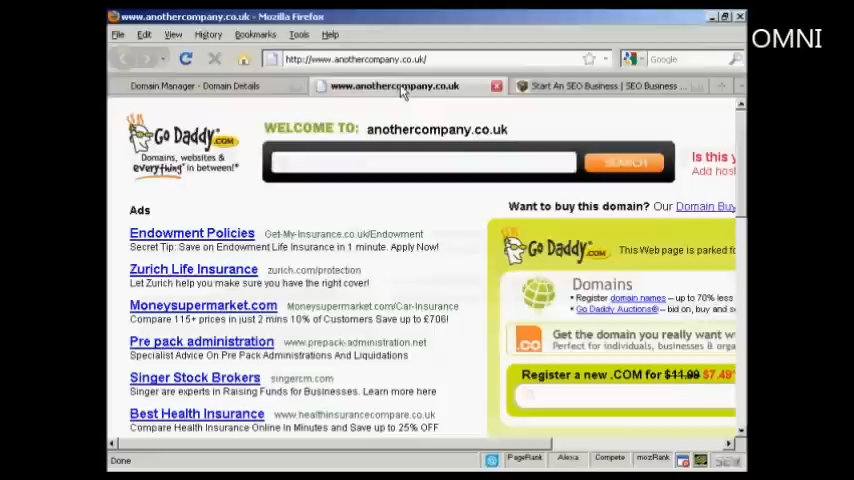 www.anothercompany.co.uk - Mozilla Firefox
OMNI
File Edit View History Bookmarks Tools Help
http://www.anothercompany.co.uk/
Google
Domain Manager - Domain Details
www.anothercompany.co.uk
Start An SEO Business | SEO Business ...
Go Daddy.COM
Domains, websites &
everything* in between!*
WELCOME TO: anothercompany.co.uk
SEARCH
Is this y
Add host
Ads
Want to buy this domain? Our Domain Buy
Endowment Policies Get-My-Insurance.co.uk/Endowment
Secret Tip: Save on Endowment Life Insurance in 1 minute. Apply Now!
Zurich Life Insurance zurich.com/protection
Let Zurich help you make sure you have the right cover!
Moneysupermarket.com Moneysupermarket.com/Car-Insurance
Compare 115+ prices in just 2 mins 10% of Customers Save up to £706!
Pre pack administration www.prepack-administration.net
Specialist Advice On Pre Pack Administrations And Liquidations
Singer Stock Brokers singercm.com
Singer are experts in Raising Funds for Businesses. Learn more here
Best Health Insurance www.healthinsurancecompare.co.uk
Compare Health Insurance Online In Minutes and Save up to 25% OFF
Go Daddy.COM
This Web page is parked fo
Domains
• Register domain names – up to 70% less
• Go Daddy Auctions® – bid on, buy and s
.CO
Get the domain you really want w
Perfect for individuals, businesses & orga
Register a new .COM for $11.99 $7.49*
Done
PageRank
Alexa
Compete
mozRank